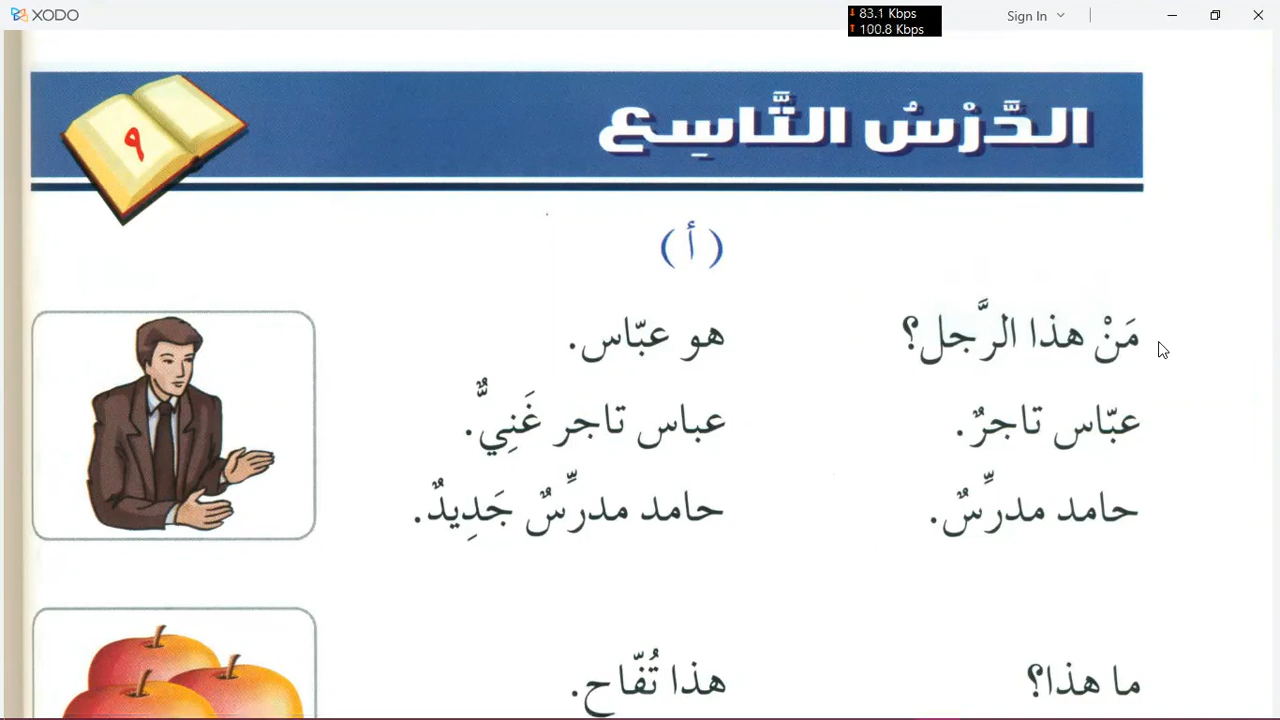 XODO
83.1 Kbps
100.8 Kbps
Sign In
الدَّرْسُ التَّاسِع
٩
(أ)
مَنْ هذا الرَّجل؟ هو عبّاس.
عبّاس تاجرٌ. عباس تاجر غَنِيٌّ.
حامد مدرِّسٌ. حامد مدرِّسٌ جَدِيدٌ.
ما هذا؟ هذا تُفّاح.